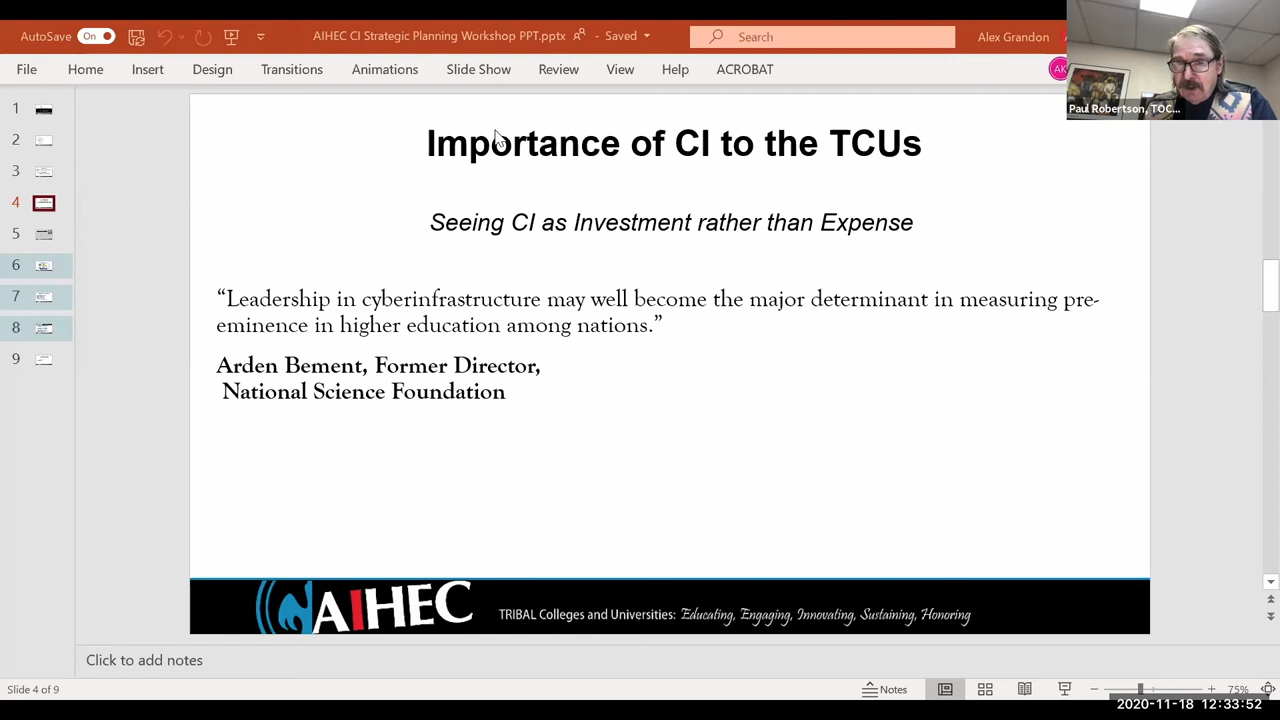 AutoSave
On
AIHEC CI Strategic Planning Workshop PPT.pptx
- Saved
Search
Alex Grandon
File
Home
Insert
Design
Transitions
Animations
Slide Show
Review
View
Help
ACROBAT
AK
Paul Robertson, TOC...
1
2
3
4
5
6
7
8
9
Importance of CI to the TCUs
Seeing CI as Investment rather than Expense
“Leadership in cyberinfrastructure may well become the major determinant in measuring pre-
eminence in higher education among nations.”
Arden Bement, Former Director,
National Science Foundation
AIHEC
TRIBAL Colleges and Universities: Educating, Engaging, Innovating, Sustaining, Honoring
Click to add notes
Slide 4 of 9
Notes
75%
2020-11-18 12:33:52